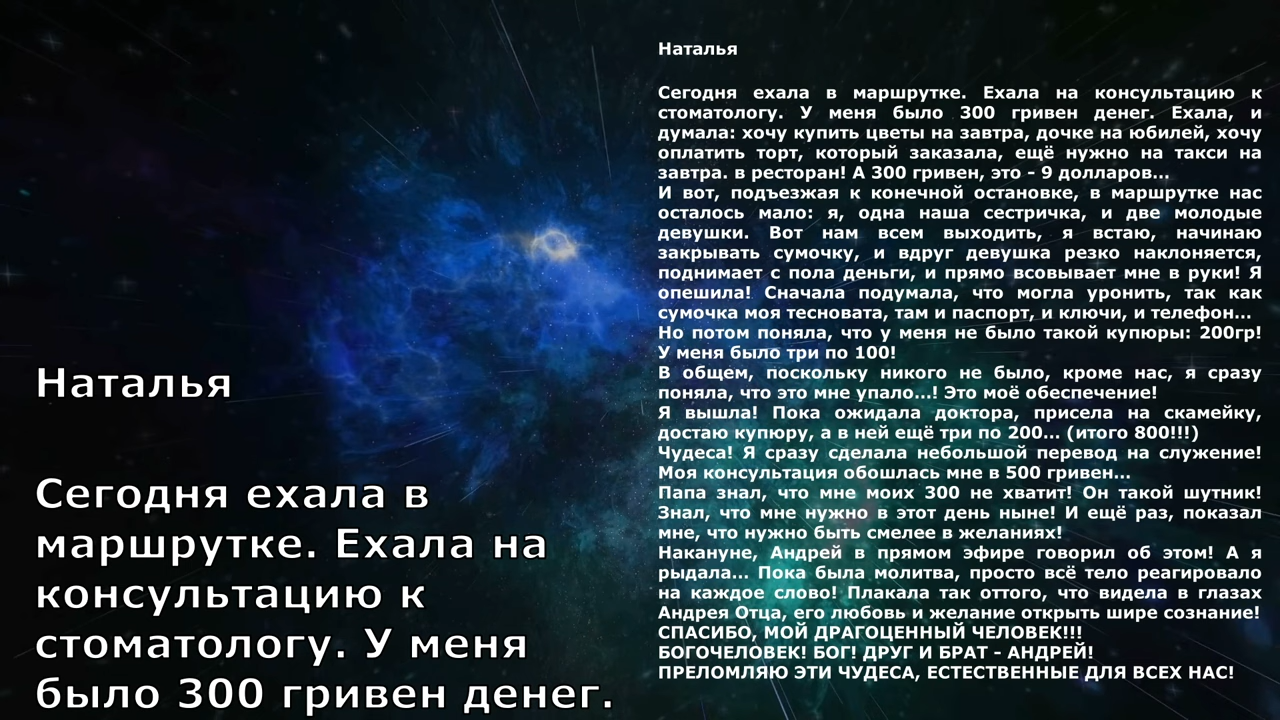 Наталья
Сегодня ехала в
маршрутке. Ехала на
консультацию к
стоматологу. У меня
было 300 гривен денег.
Наталья
Сегодня ехала в маршрутке. Ехала на консультацию к
стоматологу. У меня было 300 гривен денег. Ехала, и
думала: хочу купить цветы на завтра, дочке на юбилей, хочу
оплатить торт, который заказала, ещё нужно на такси на
завтра. в ресторан! А 300 гривен, это – 9 долларов...
И вот, подъезжая к конечной остановке, в маршрутке нас
осталось мало: я, одна наша сестричка, и две молодые
девушки. Вот нам всем выходить, я встаю, начинаю
закрывать сумочку, и вдруг девушка резко наклоняется,
поднимает с пола деньги, и прямо всовывает мне в руки! Я
опешила! Сначала подумала, что могла уронить, так как
сумочка моя тесновата, там и паспорт, и ключи, и телефон...
Но потом поняла, что у меня не было такой купюры: 200гр!
У меня было три по 100!
В общем, поскольку никого не было, кроме нас, я сразу
поняла, что это мне упало...! Это моё обеспечение!
Я вышла! Пока ожидала доктора, присела на скамейку,
достаю купюру, а в ней ещё три по 200... (итого 800!!!)
Чудеса! Я сразу сделала небольшой перевод на служение!
Моя консультация обошлась мне в 500 гривен...
Папа знал, что мне моих 300 не хватит! Он такой шутник!
Знал, что мне нужно в этот день ныне! И ещё раз, показал
мне, что нужно быть смелее в желаниях!
Накануне, Андрей в прямом эфире говорил об этом! А я
рыдала... Пока была молитва, просто всё тело реагировало
на каждое слово! Плакала так оттого, что видела в глазах
Андрея Отца, его любовь и желание открыть шире сознание!
СПАСИБО, МОЙ ДРАГОЦЕННЫЙ ЧЕЛОВЕК!!!
БОГОЧЕЛОВЕК! БОГ! ДРУГ И БРАТ – АНДРЕЙ!
ПРЕЛОМЛЯЮ ЭТИ ЧУДЕСА, ЕСТЕСТВЕННЫЕ ДЛЯ ВСЕХ НАС!